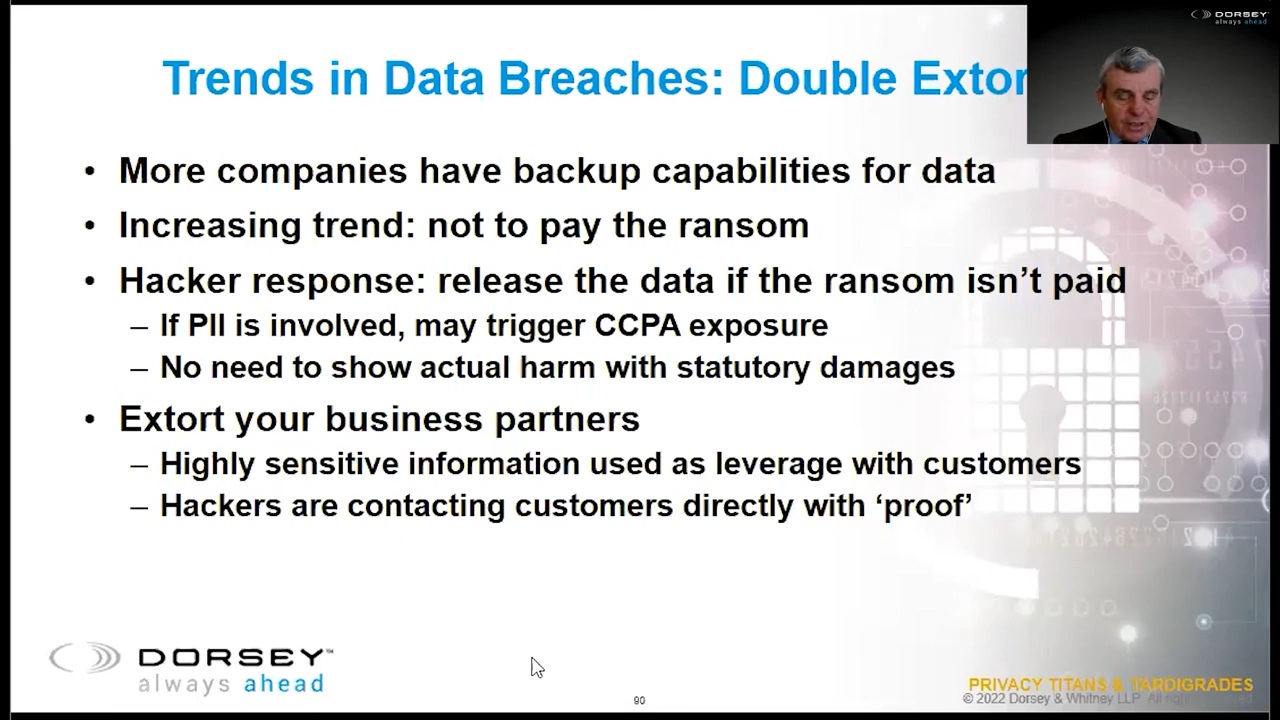 DORSEY™
always ahead
Trends in Data Breaches: Double Extor
• More companies have backup capabilities for data
• Increasing trend: not to pay the ransom
• Hacker response: release the data if the ransom isn’t paid
– If PII is involved, may trigger CCPA exposure
– No need to show actual harm with statutory damages
• Extort your business partners
– Highly sensitive information used as leverage with customers
– Hackers are contacting customers directly with ‘proof’
DORSEY™
always ahead
90
PRIVACY TITANS & TARDIGRADES
© 2022 Dorsey & Whitney LLP. All rights reserved.